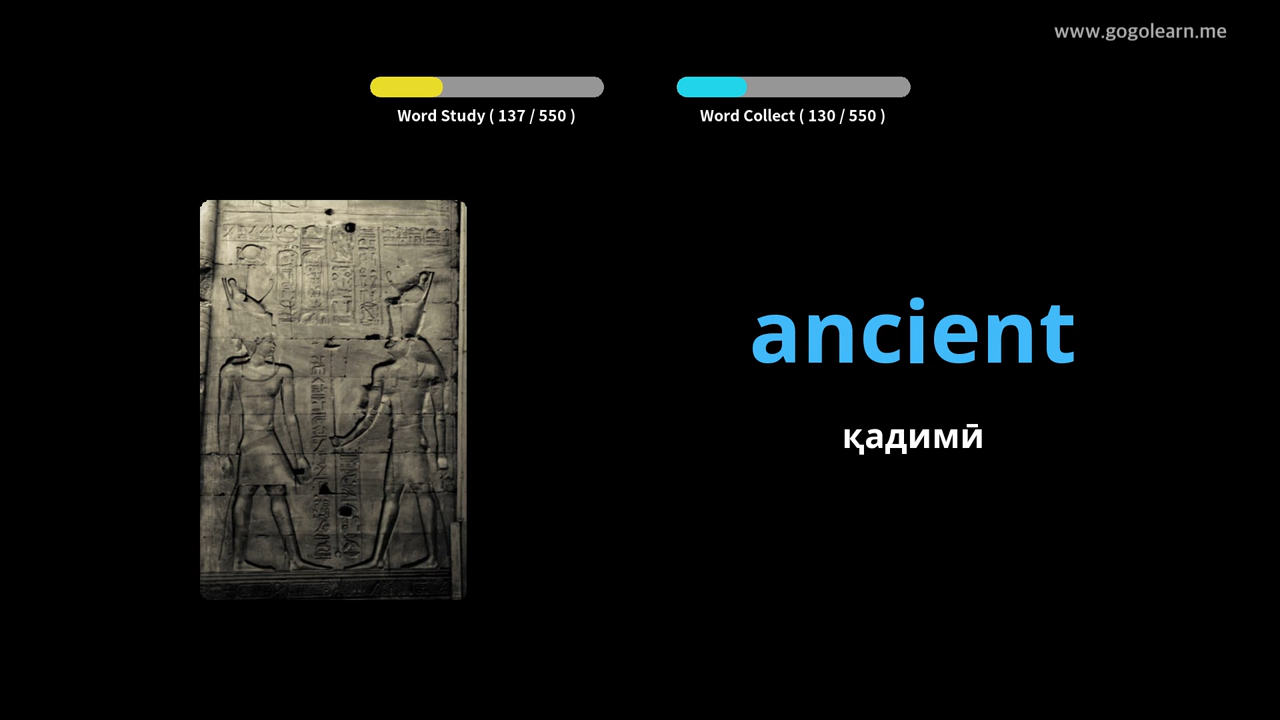 www.gogolearn.me
Word Study ( 137 / 550 )
Word Collect ( 130 / 550 )
ancient
қадимӣ